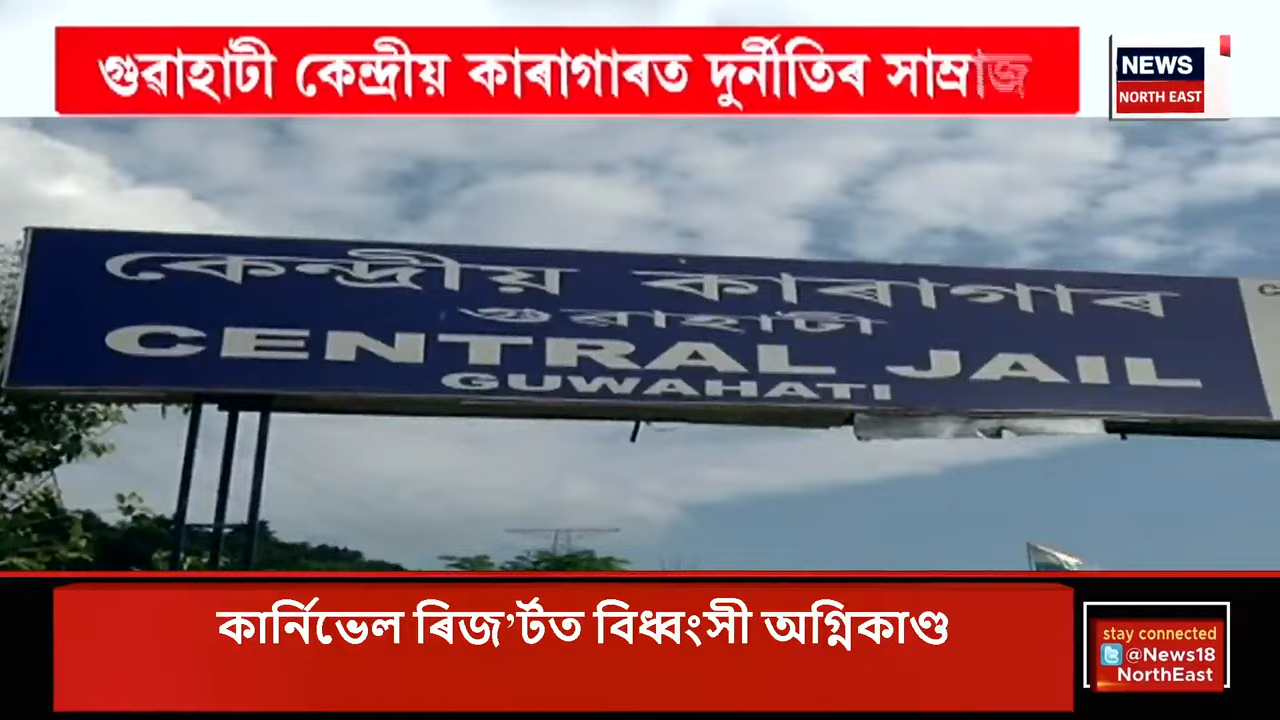 গুৱাহাটী কেন্দ্ৰীয় কাৰাগাৰত দুৰ্নীতিৰ
NEWS
NORTH EAST
কেন্দ্ৰীয় কাৰাগাৰ
গুৱাহাটী
CENTRAL JAIL
GUWAHATI
কাৰ্নিভেল ৰিজ’ৰ্টত বিধ্বংসী অগ্নিকাণ্ড
stay connected
@News18
NorthEast